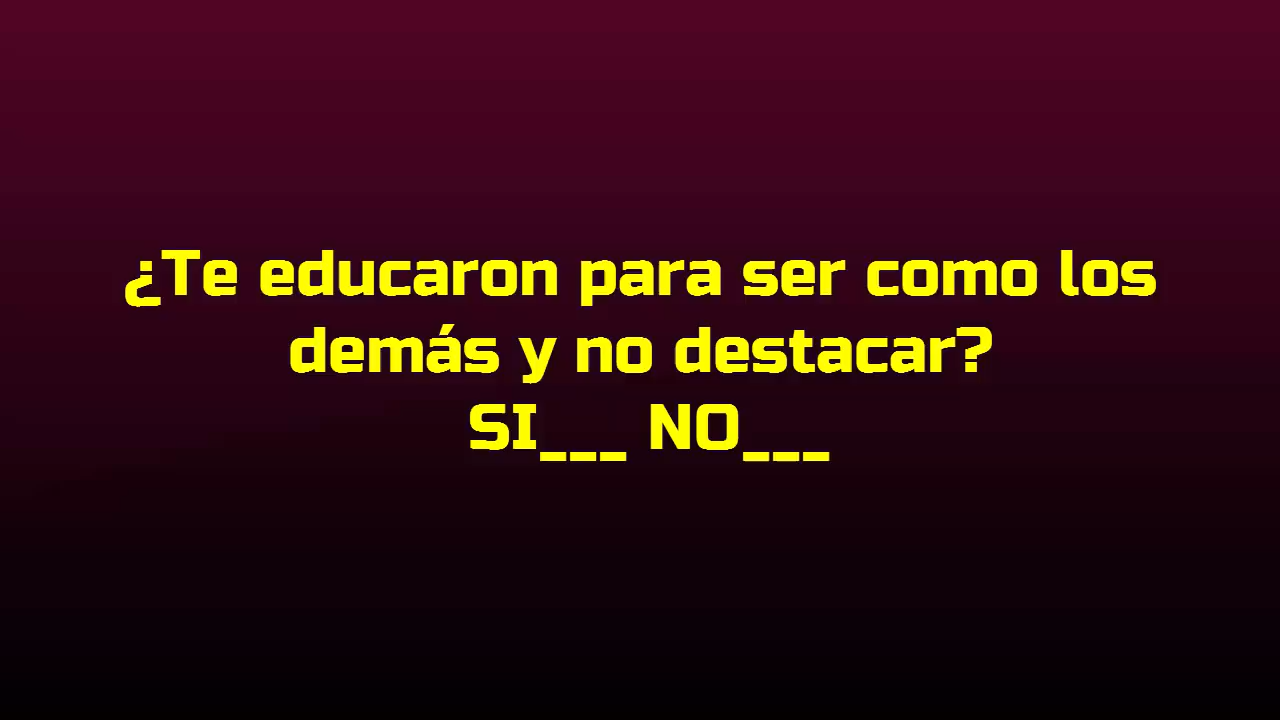 ¿Te educaron para ser como los
demás y no destacar?
SI___ NO___